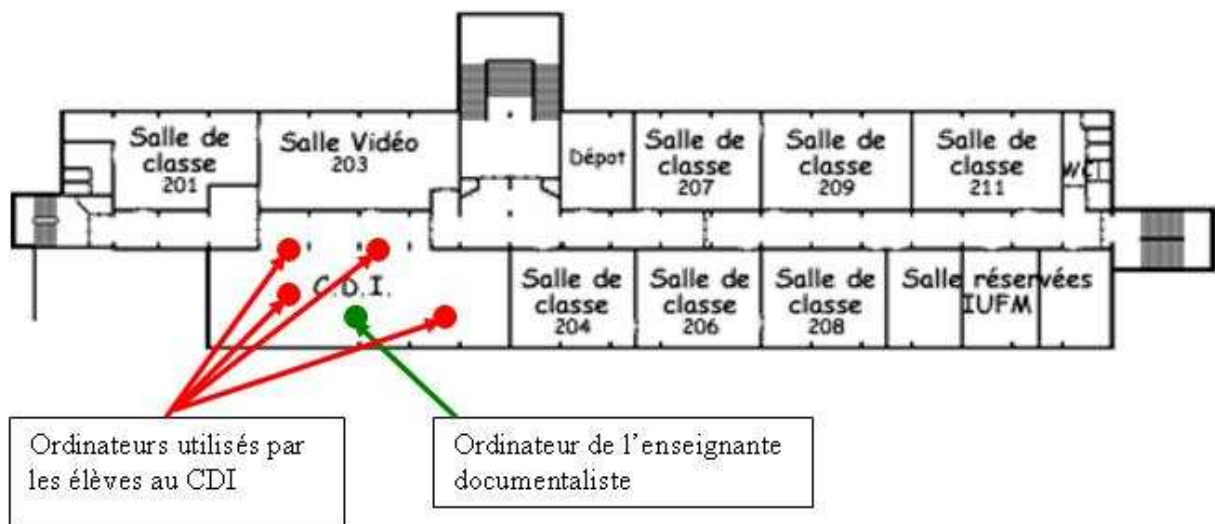 Salle de
classe
201
Salle Vidéo
203
Dépot
Salle de
classe
207
Salle de
classe
209
Salle de
classe
211
WC
C.D.I.
Salle de
classe
204
Salle de
classe
206
Salle de
classe
208
Salle réservées
IUFM
Ordinateurs utilisés par
les élèves au CDI
Ordinateur de l’enseignante
documentaliste